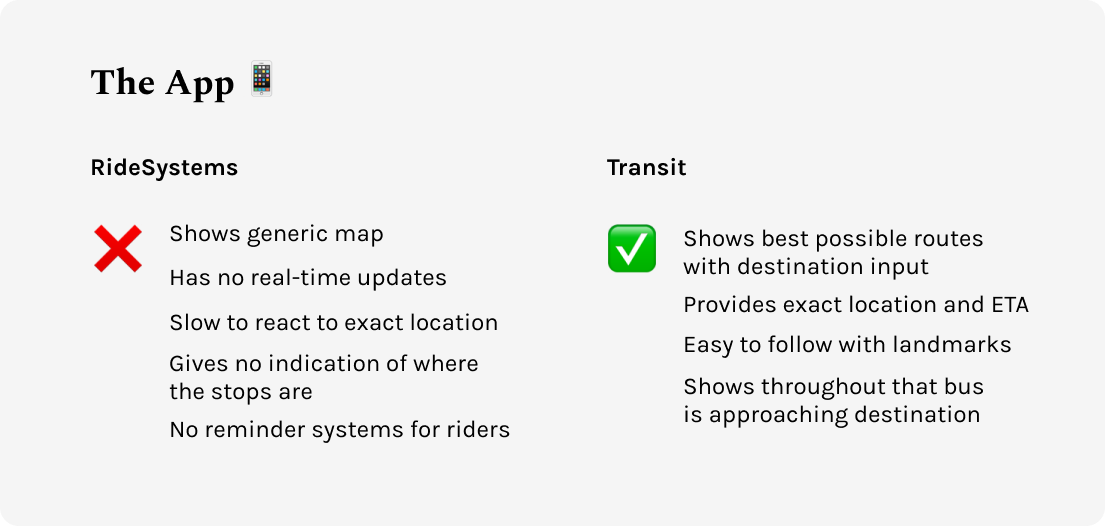 The App
RideSystems
Shows generic map
Has no real-time updates
Slow to react to exact location
Gives no indication of where
the stops are
No reminder systems for riders
Transit
Shows best possible routes
with destination input
Provides exact location and ETA
Easy to follow with landmarks
Shows throughout that bus
is approaching destination